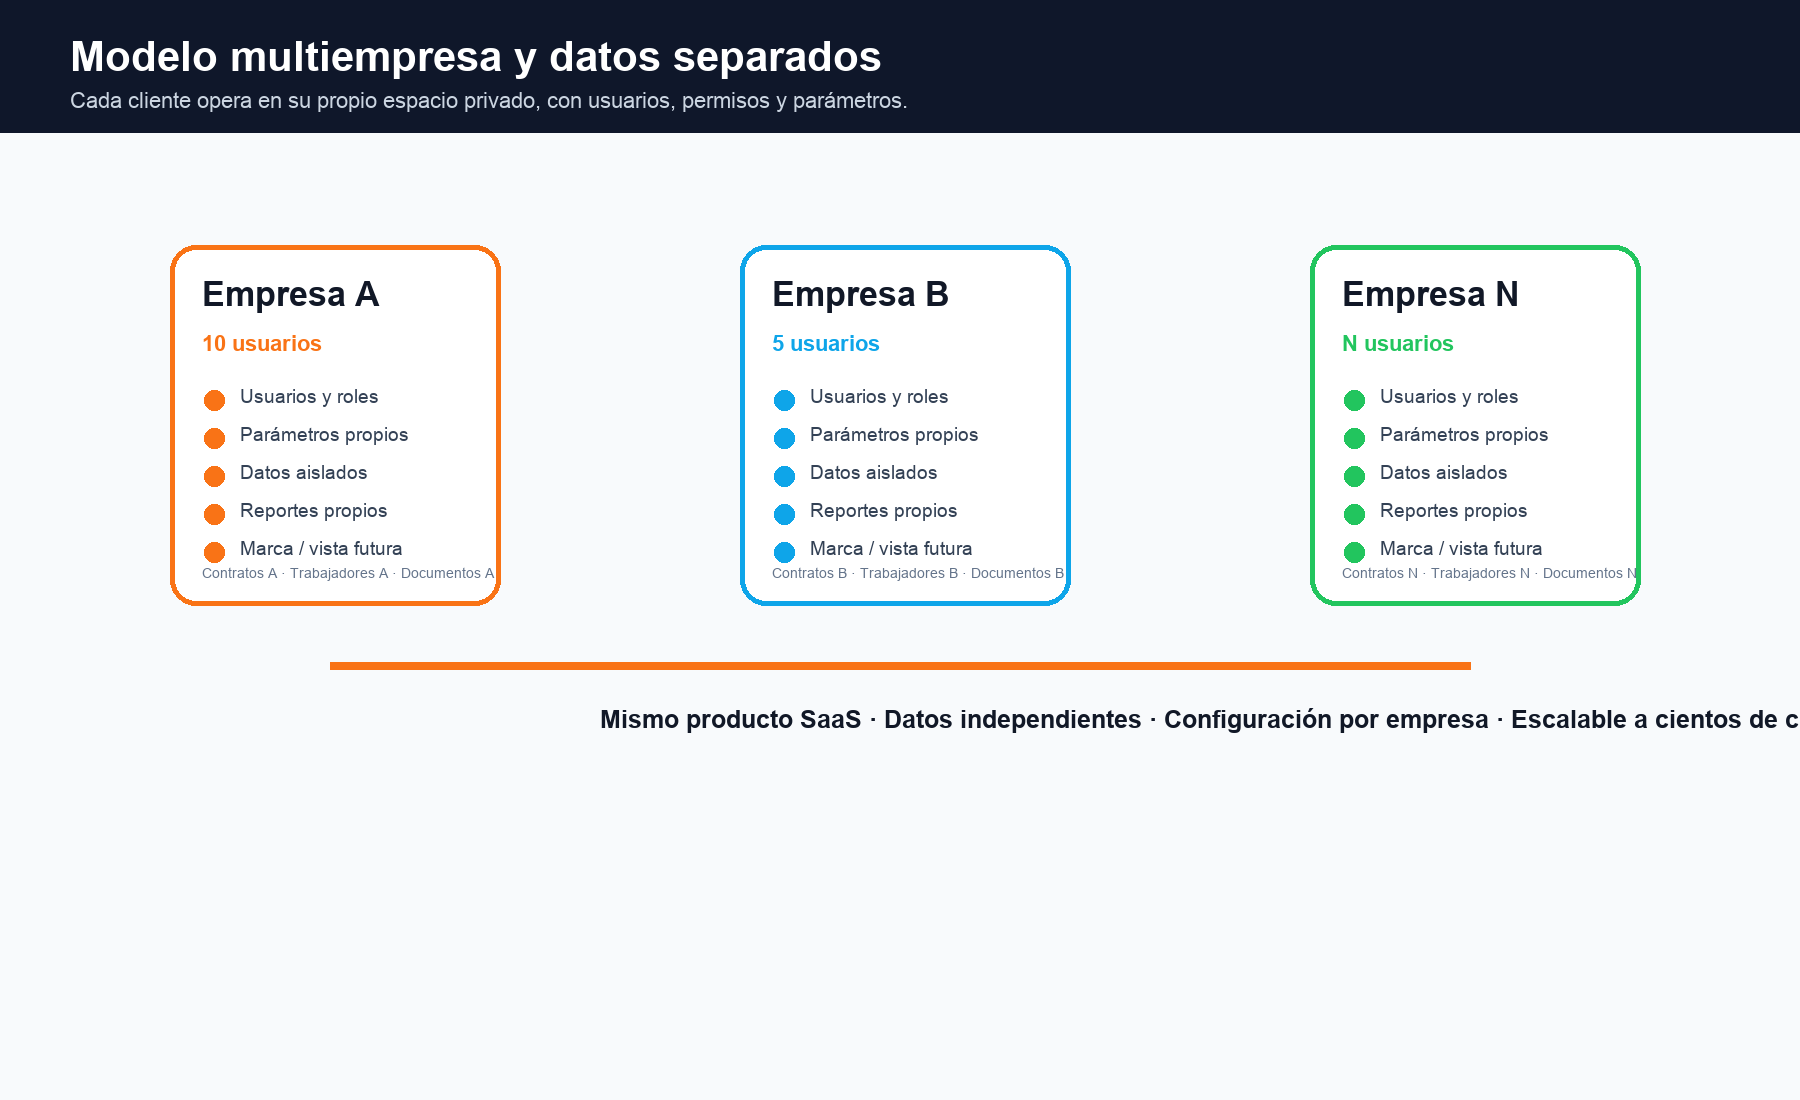 Modelo multiempresa y datos separados
Cada cliente opera en su propio espacio privado, con usuarios, permisos y parámetros.
Empresa A
10 usuarios
Usuarios y roles
Parámetros propios
Datos aislados
Reportes propios
Marca / vista futura
Contratos A · Trabajadores A · Documentos A
Empresa B
5 usuarios
Usuarios y roles
Parámetros propios
Datos aislados
Reportes propios
Marca / vista futura
Contratos B · Trabajadores B · Documentos B
Empresa N
N usuarios
Usuarios y roles
Parámetros propios
Datos aislados
Reportes propios
Marca / vista futura
Contratos N · Trabajadores N · Documentos N
Mismo producto SaaS · Datos independientes · Configuración por empresa · Escalable a cientos de c